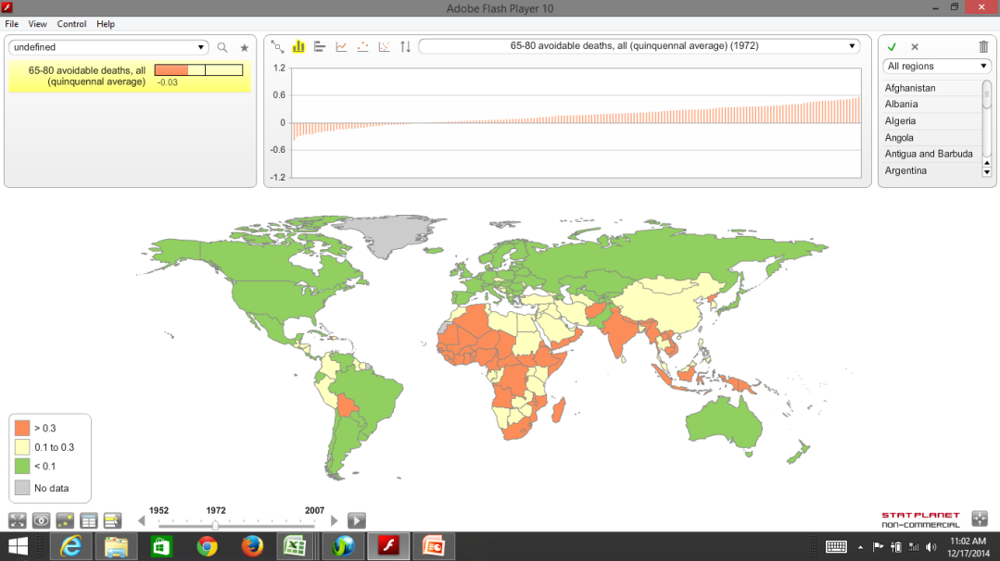 Adobe Flash Player 10
File View Control Help
undefined
65-80 avoidable deaths, all
(quinquennal average)
-0.03
65-80 avoidable deaths, all (quinquennal average) (1972)
1.2
0.6
0
-0.6
-1.2
All regions
Afghanistan
Albania
Algeria
Angola
Antigua and Barbuda
Argentina
> 0.3
0.1 to 0.3
< 0.1
No data
1952 1972 2007
STATPLANET
NON-COMMERCIAL
11:02 AM
12/17/2014